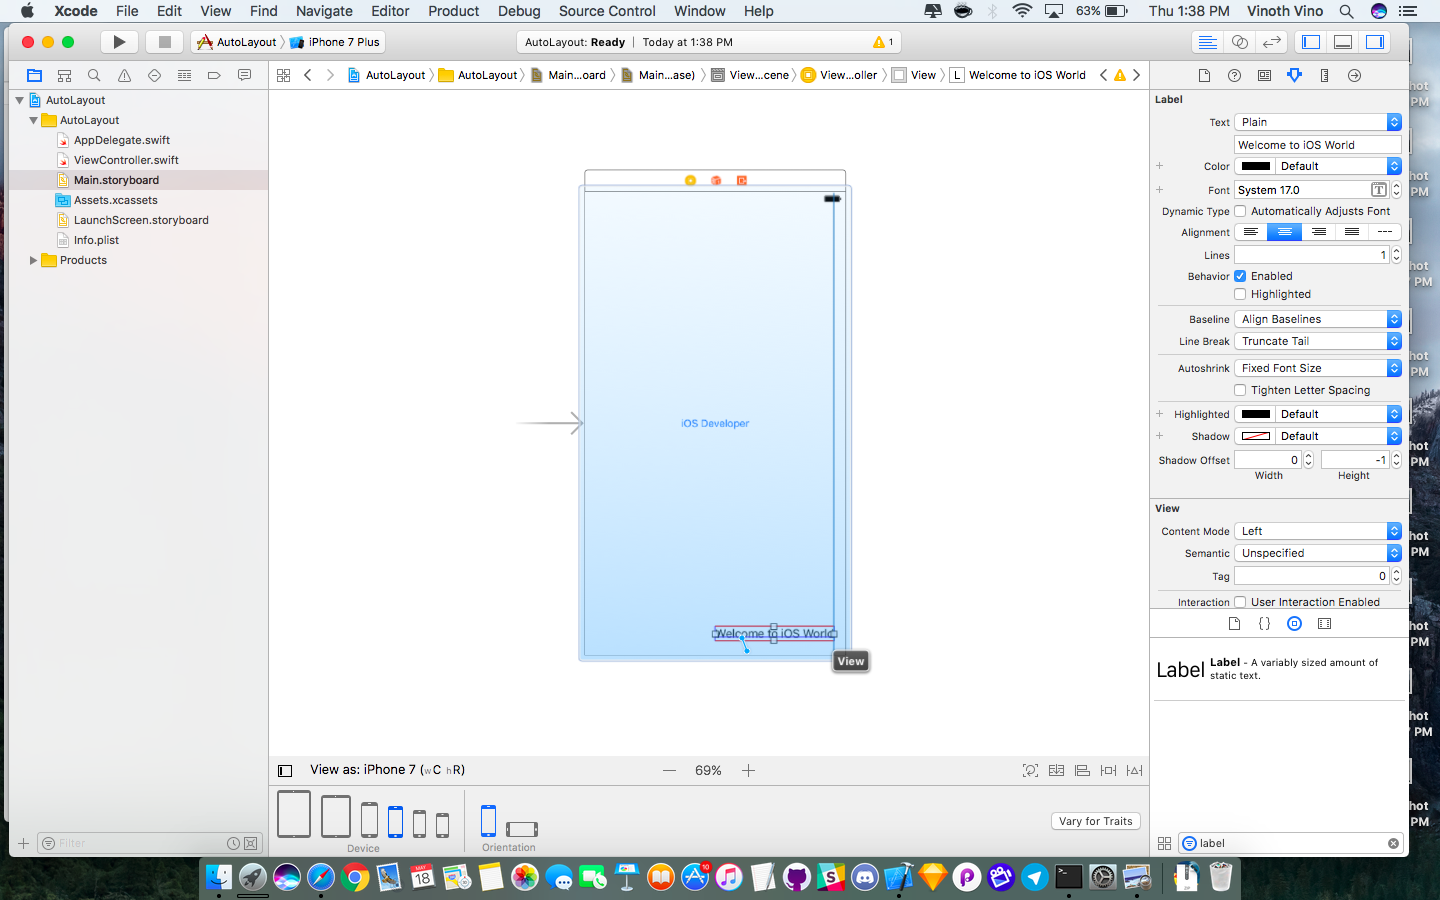 Xcode File Edit View Find Navigate Editor Product Debug Source Control Window Help 63% Thu 1:38 PM Vinoth Vino
AutoLayout iPhone 7 Plus AutoLayout: Ready | Today at 1:38 PM 1
AutoLayout AutoLayout Main...oard Main...ase) View...cene View...oller View L Welcome to iOS World
AutoLayout
AutoLayout
AppDelegate.swift
ViewController.swift
Main.storyboard
Assets.xcassets
LaunchScreen.storyboard
Info.plist
Products
Filter
iOS Developer
Welcome to iOS World
View
View as: iPhone 7 (wC hR) 69%
Device
Orientation
Vary for Traits
Label
Text Plain
Welcome to iOS World
Color Default
Font System 17.0 T
Dynamic Type Automatically Adjusts Font
Alignment
Lines 1
Behavior Enabled
Highlighted
Baseline Align Baselines
Line Break Truncate Tail
Autoshrink Fixed Font Size
Tighten Letter Spacing
Highlighted Default
Shadow Default
Shadow Offset 0 -1
Width Height
View
Content Mode Left
Semantic Unspecified
Tag 0
Interaction User Interaction Enabled
Label Label - A variably sized amount of
static text.
label
hot
PM
hot
PM
hot
PM
hot
PM
hot
PM
hot
PM
hot
PM
hot
PM
hot
PM
MAY
18
10